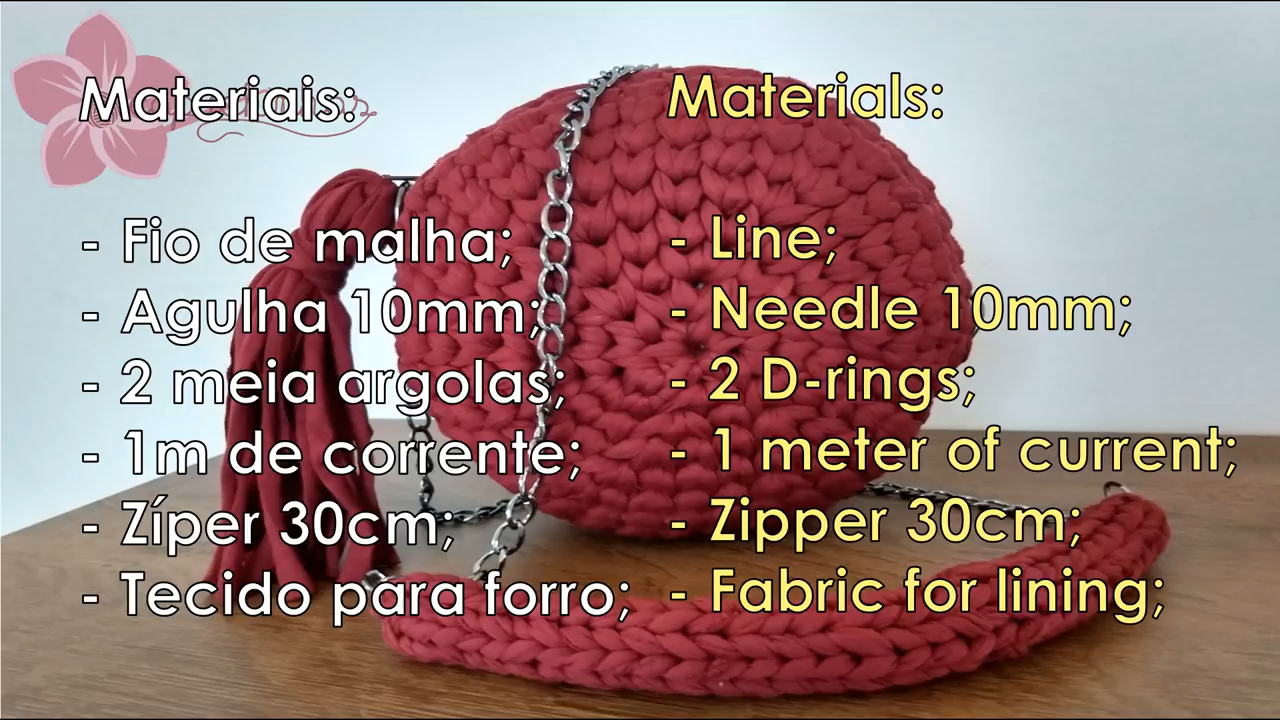 Materiais:
- Fio de malha;
- Agulha 10mm;
- 2 meia argolas;
- 1m de corrente;
- Zíper 30cm;
- Tecido para forro;
Materials:
- Line;
- Needle 10mm;
- 2 D-rings;
- 1 meter of current;
- Zipper 30cm;
- Fabric for lining;